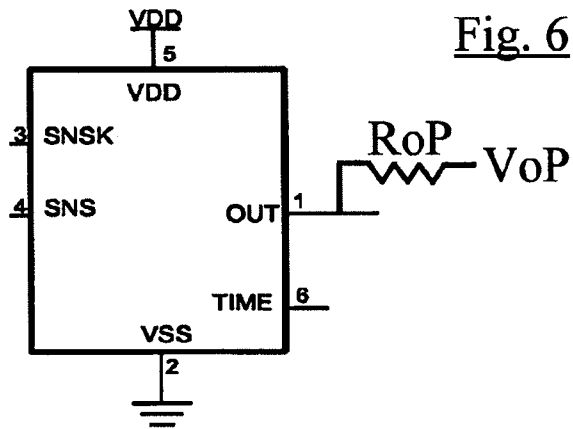 VDD
Fig. 6
5
VDD
3 SNSK
RoP
VoP
4 SNS
OUT 1
TIME 6
VSS
2